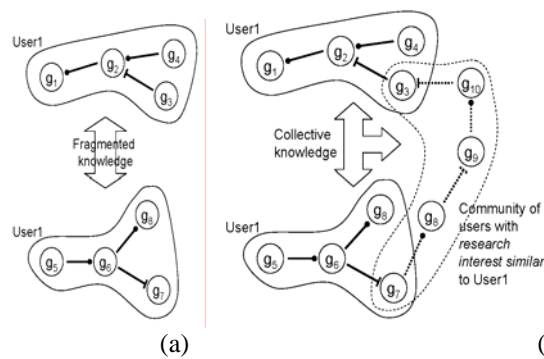 User1
g1
g2
g4
g3
Fragmented
knowledge
User1
g8
g5
g6
g7
(a)
User1
g1
g2
g4
g3
g10
Collective
knowledge
g9
User1
g8
g8
g5
g6
g7
Community of
users with
research
interest similar
to User1
(